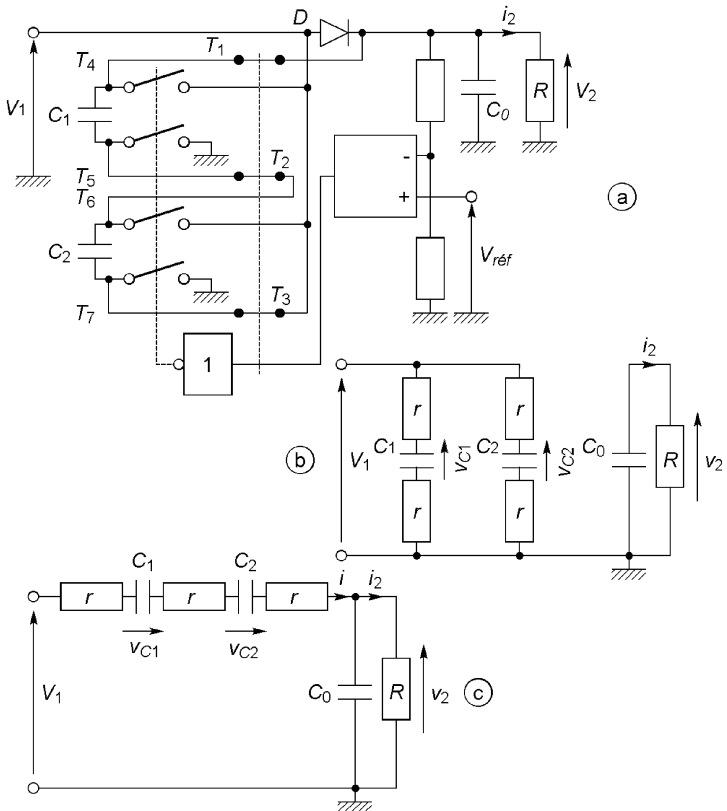 D
i2
T1
T4
V1
C1
C0
R
V2
T5
T2
T6
-
+
a
C2
Vréf
T7
T3
1
i2
r
r
C1
C2
b
V1
vC1
vC2
C0
R
v2
r
r
C1
C2
i
i2
r
r
r
vC1
vC2
V1
C0
R
v2
c